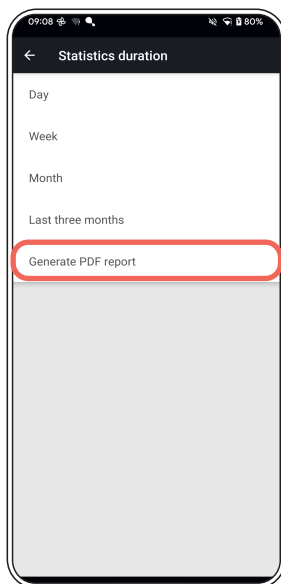 09:08 80%
Statistics duration
Day
Week
Month
Last three months
Generate PDF report